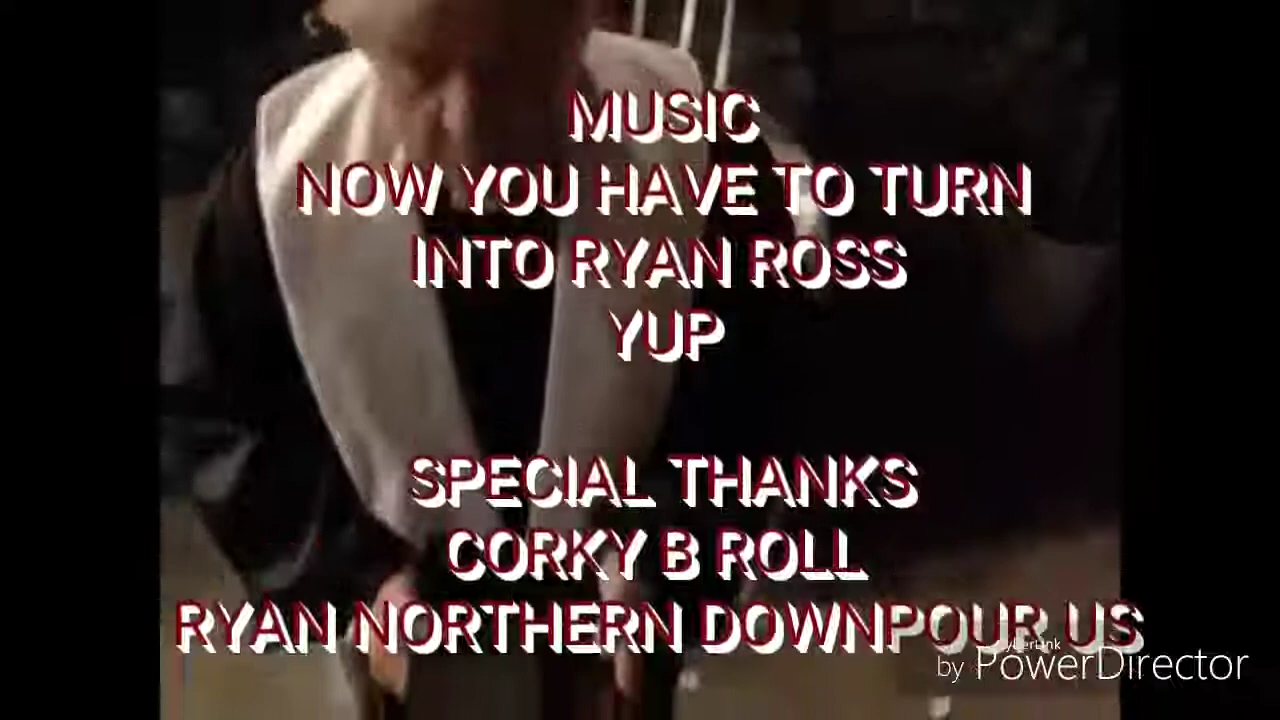 MUSIC
NOW YOU HAVE TO TURN
INTO RYAN ROSS
YUP
SPECIAL THANKS
CORKY B ROLL
RYAN NORTHERN DOWNPOUR US
CyberLink
by PowerDirector